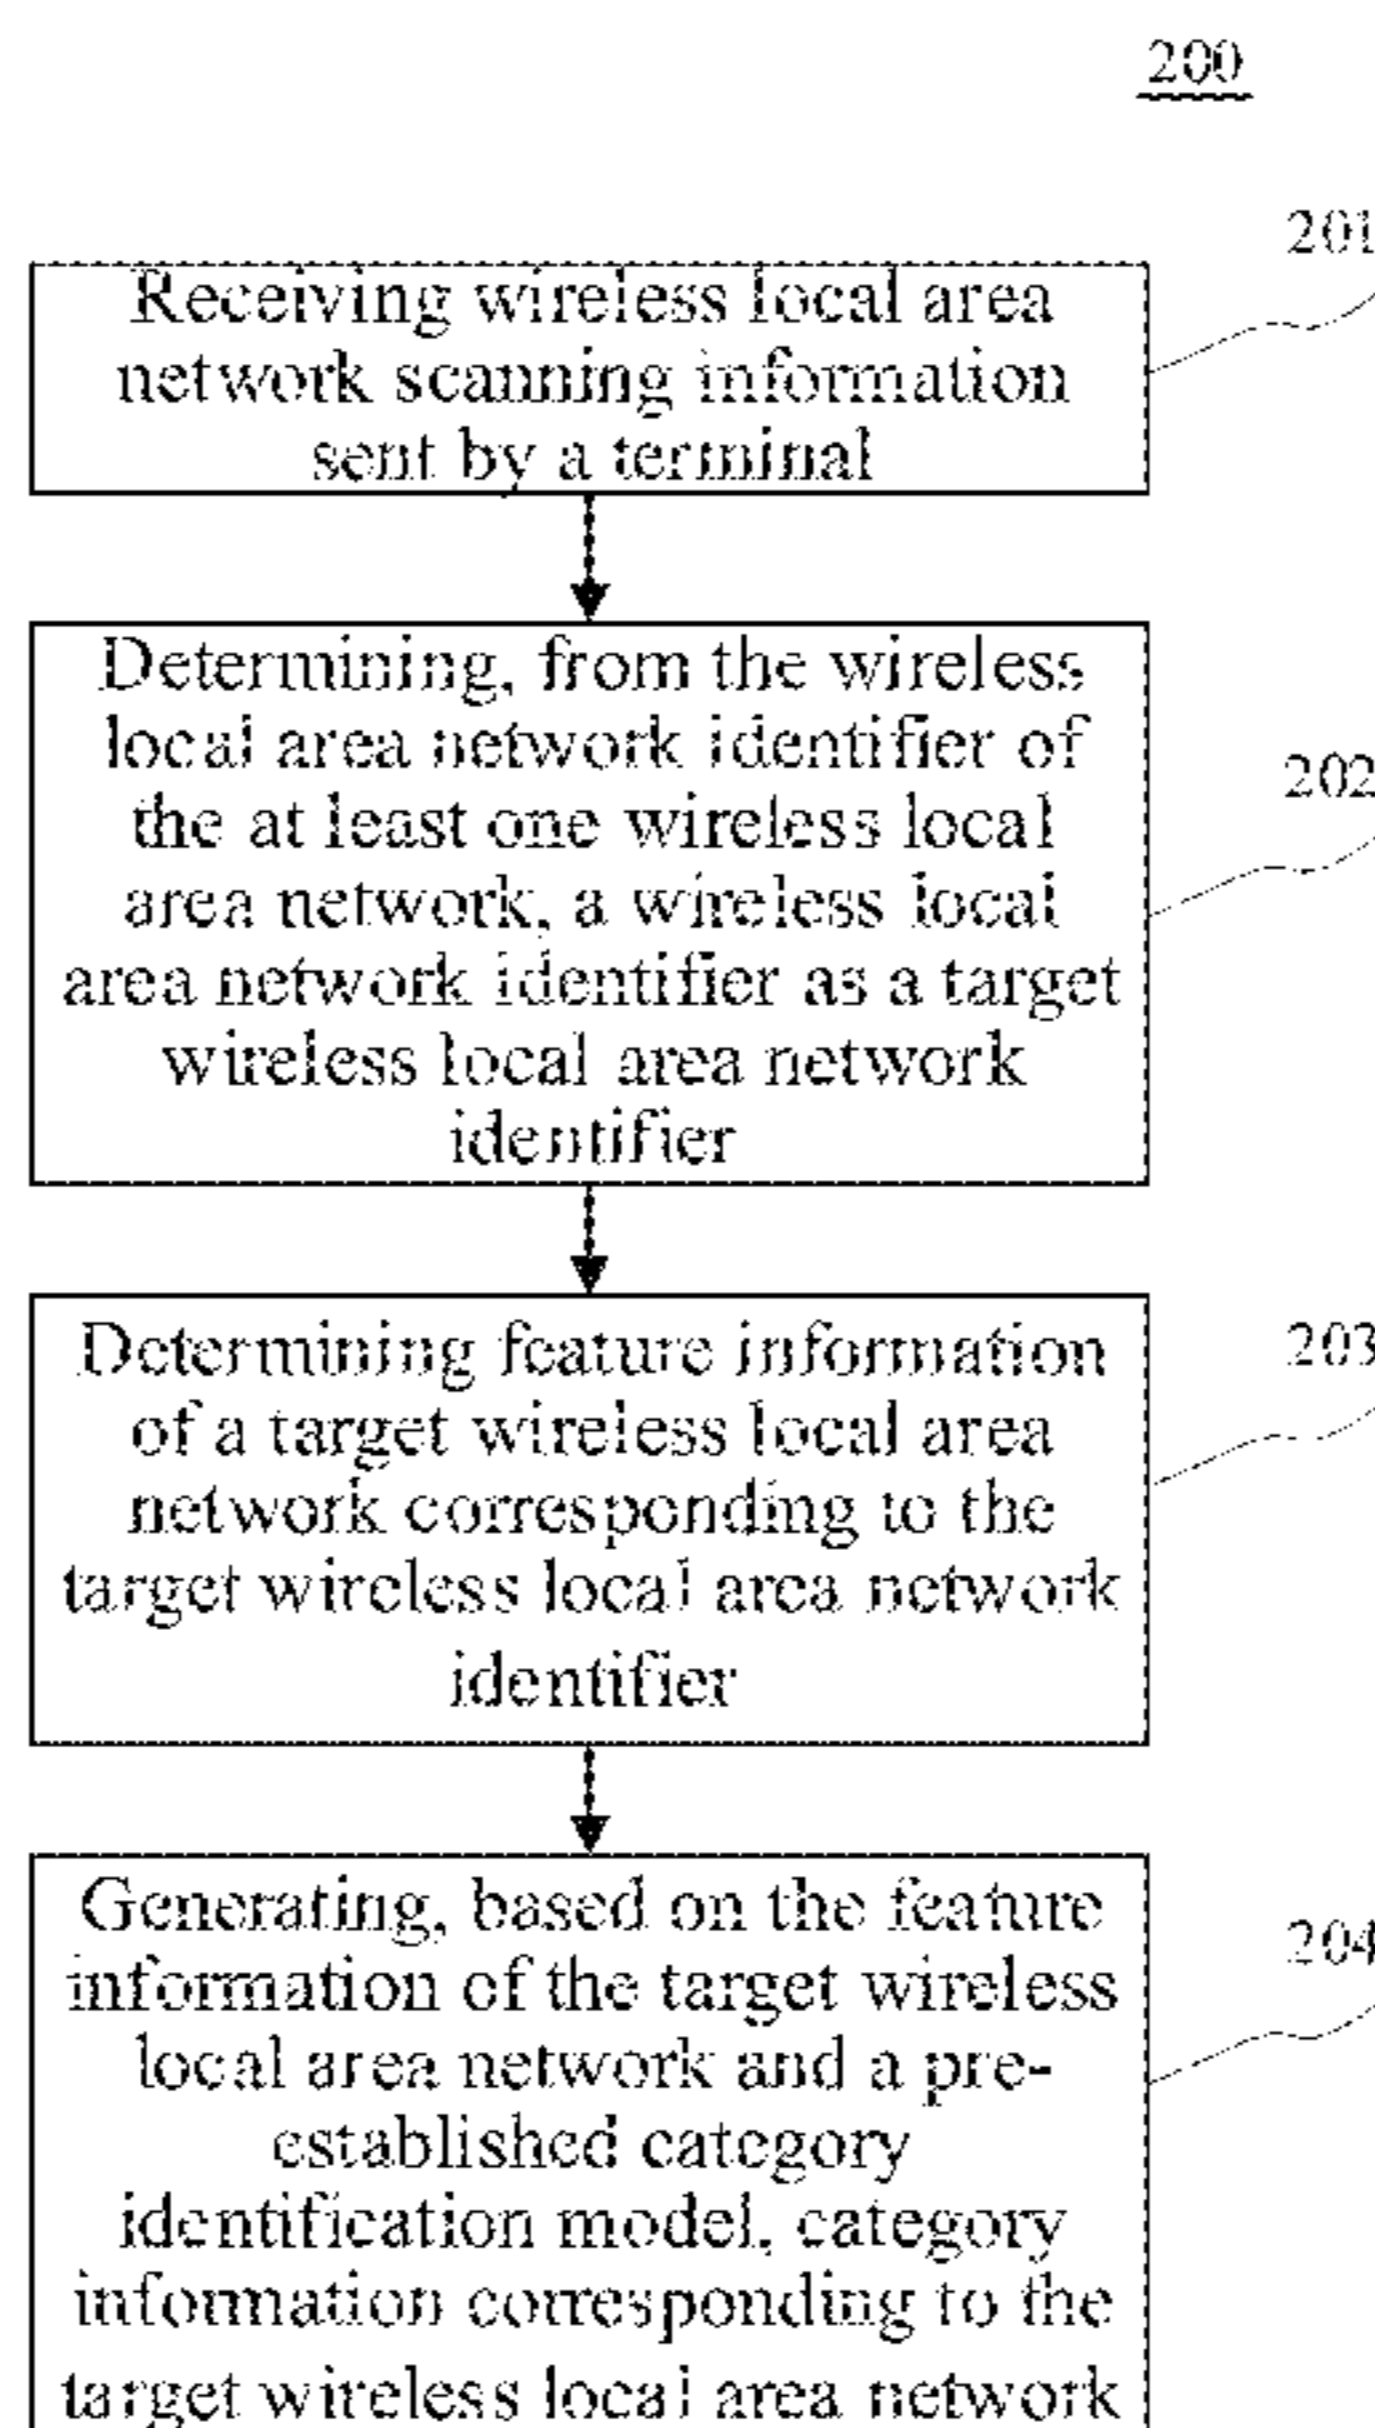 200
201
Receiving wireless local area
network scanning information
sent by a terminal
Determining, from the wireless
local area network identifier of
the at least one wireless local
area network, a wireless local
area network identifier as a target
wireless local area network
identifier
202
Determining feature information
of a target wireless local area
network corresponding to the
target wireless local area network
identifier
203
Generating, based on the feature
information of the target wireless
local area network and a pre-
established category
identification model, category
information corresponding to the
target wireless local area network
204